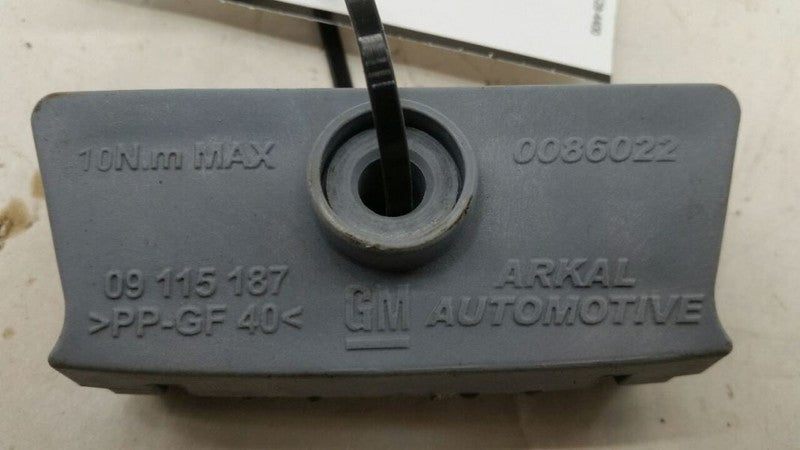 10N.m MAX
0086022
09 115 187
>PP-GF 40<
GM
ARKAL
AUTOMOTIVE